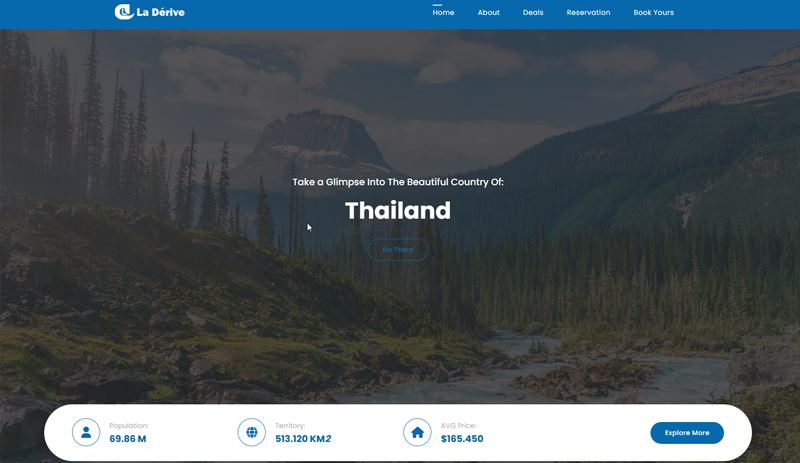 La Dérive
Home About Deals Reservation Book Yours
Take a Glimpse Into The Beautiful Country Of:
Thailand
Go There
Population:
69.86 M
Territory:
513.120 KM2
AVG Price:
$165.450
Explore More